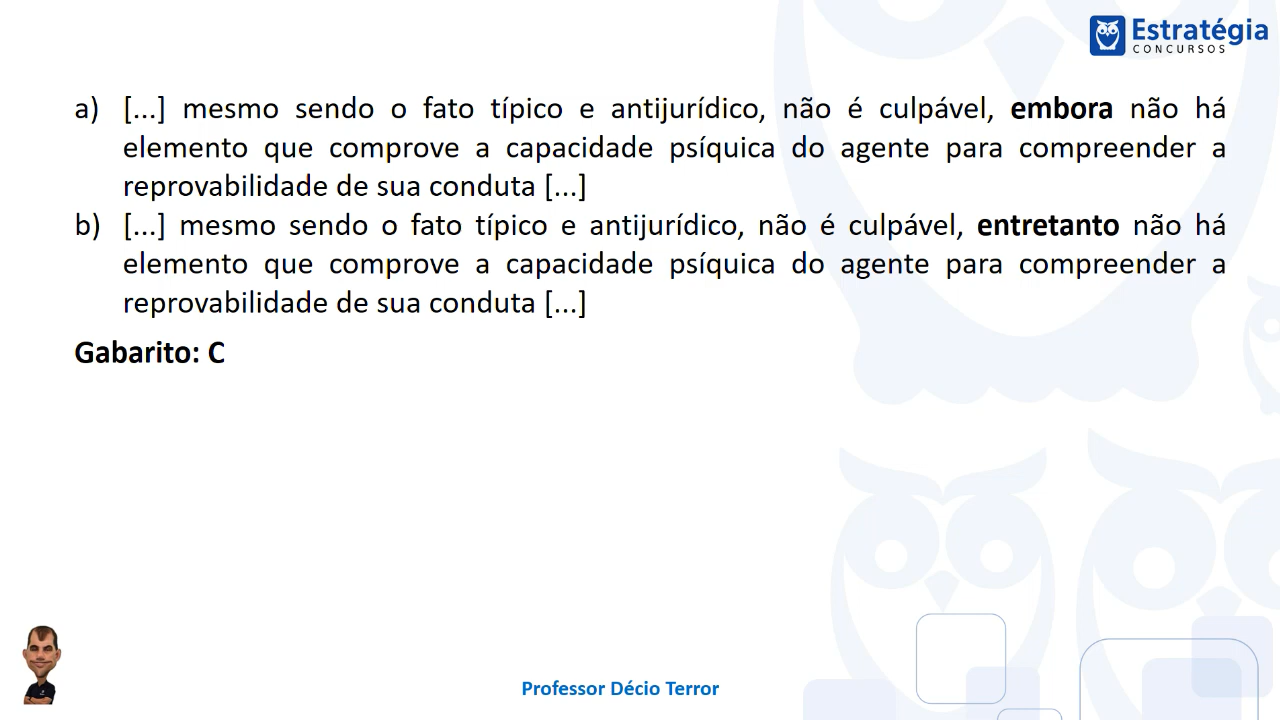 Estratégia
CONCURSOS
a) [...] mesmo sendo o fato típico e antijurídico, não é culpável, embora não há
elemento que comprove a capacidade psíquica do agente para compreender a
reprovabilidade de sua conduta [...]
b) [...] mesmo sendo o fato típico e antijurídico, não é culpável, entretanto não há
elemento que comprove a capacidade psíquica do agente para compreender a
reprovabilidade de sua conduta [...]
Gabarito: C
Professor Décio Terror